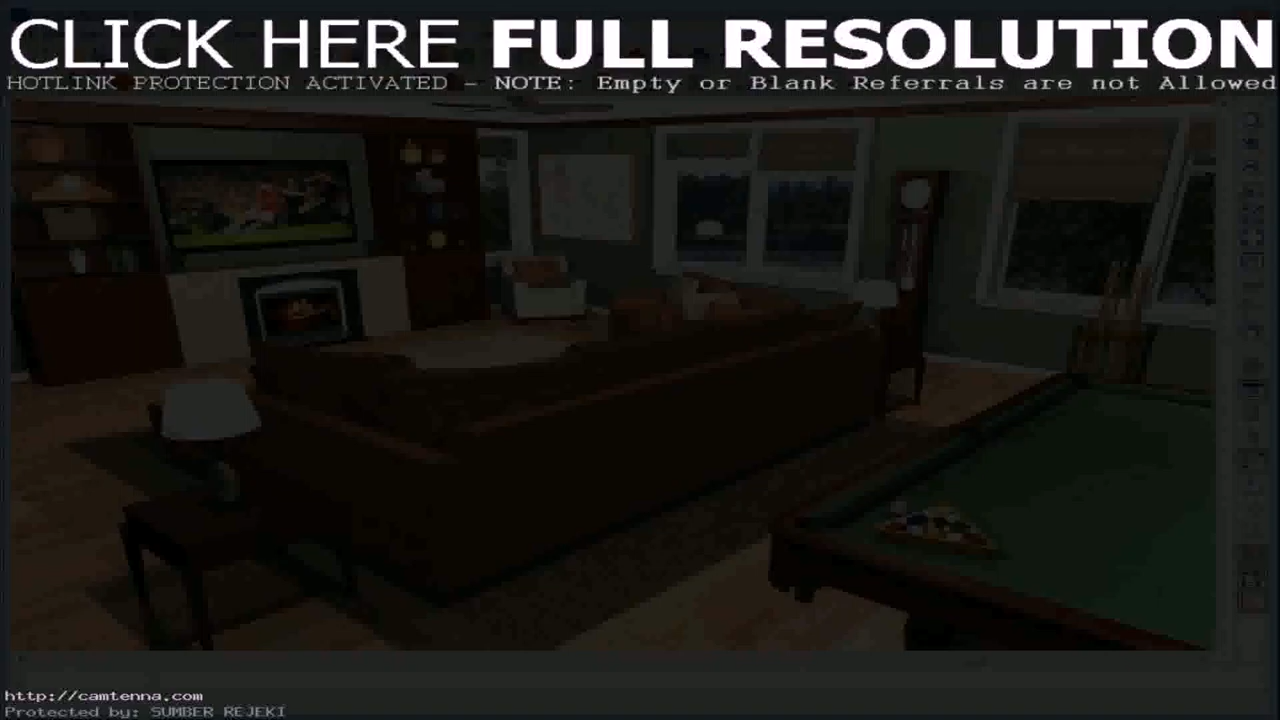 CLICK HERE FULL RESOLUTION
HOTLINK PROTECTION ACTIVATED - NOTE: Empty or Blank Referrals are not Allowed
http://camtenna.com
Protected by: SUMBER REJEKI